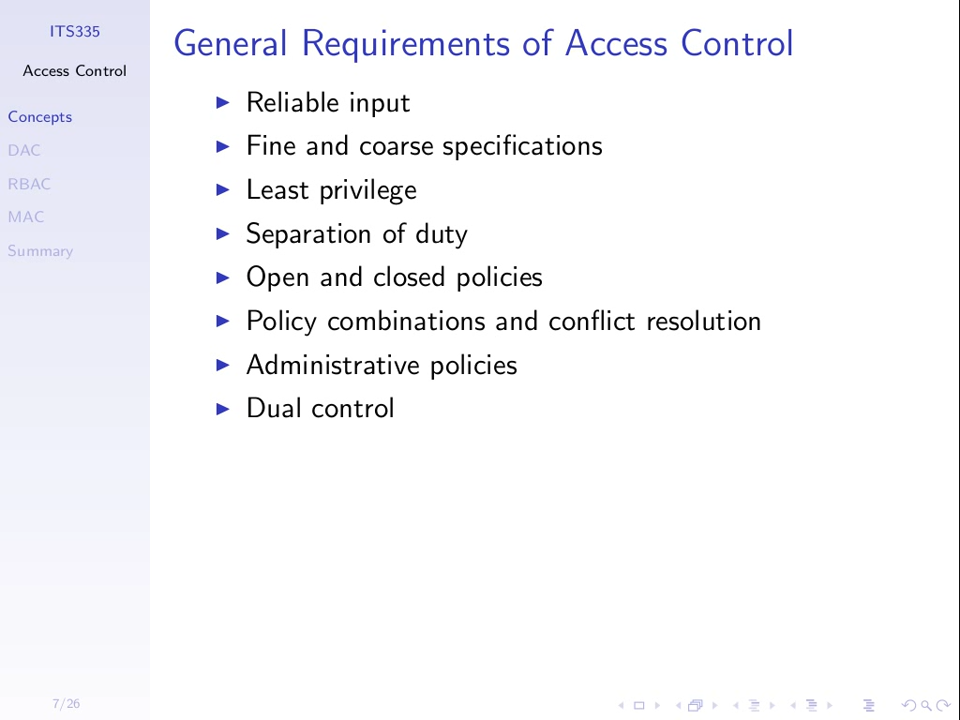 ITS335
Access Control
Concepts
DAC
RBAC
MAC
Summary
General Requirements of Access Control
Reliable input
Fine and coarse specifications
Least privilege
Separation of duty
Open and closed policies
Policy combinations and conflict resolution
Administrative policies
Dual control
7/26